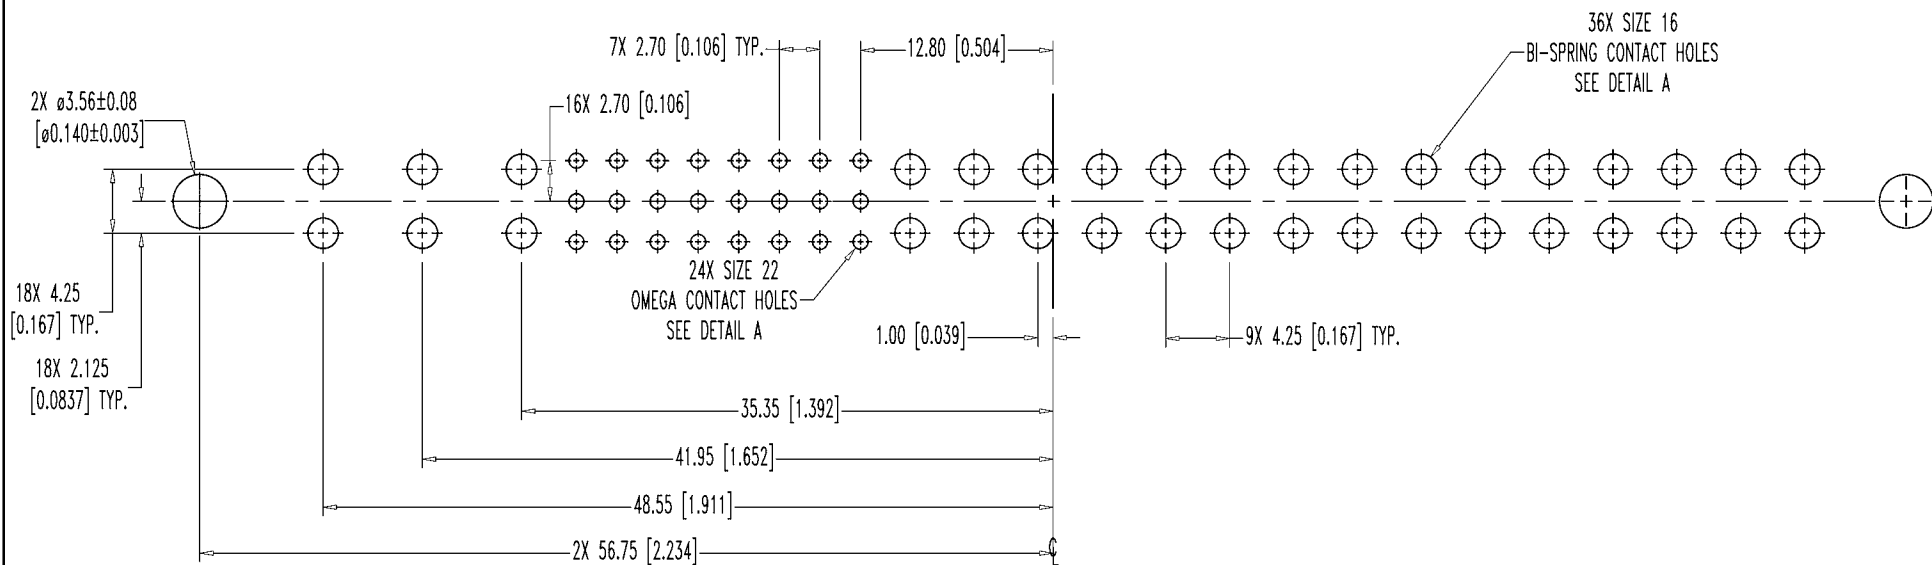 36X SIZE 16
BI-SPRING CONTACT HOLES
SEE DETAIL A
7X 2.70 [0.106] TYP.
12.80 [0.504]
2X ø3.56±0.08
[ø0.140±0.003]
16X 2.70 [0.106]
24X SIZE 22
OMEGA CONTACT HOLES
SEE DETAIL A
18X 4.25
[0.167] TYP.
1.00 [0.039]
9X 4.25 [0.167] TYP.
18X 2.125
[0.0837] TYP.
35.35 [1.392]
41.95 [1.652]
48.55 [1.911]
2X 56.75 [2.234]
℄